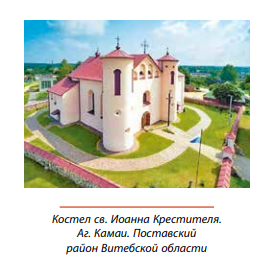 Костел св. Иоанна Крестителя.
Аг. Камаи. Поставский
район Витебской области